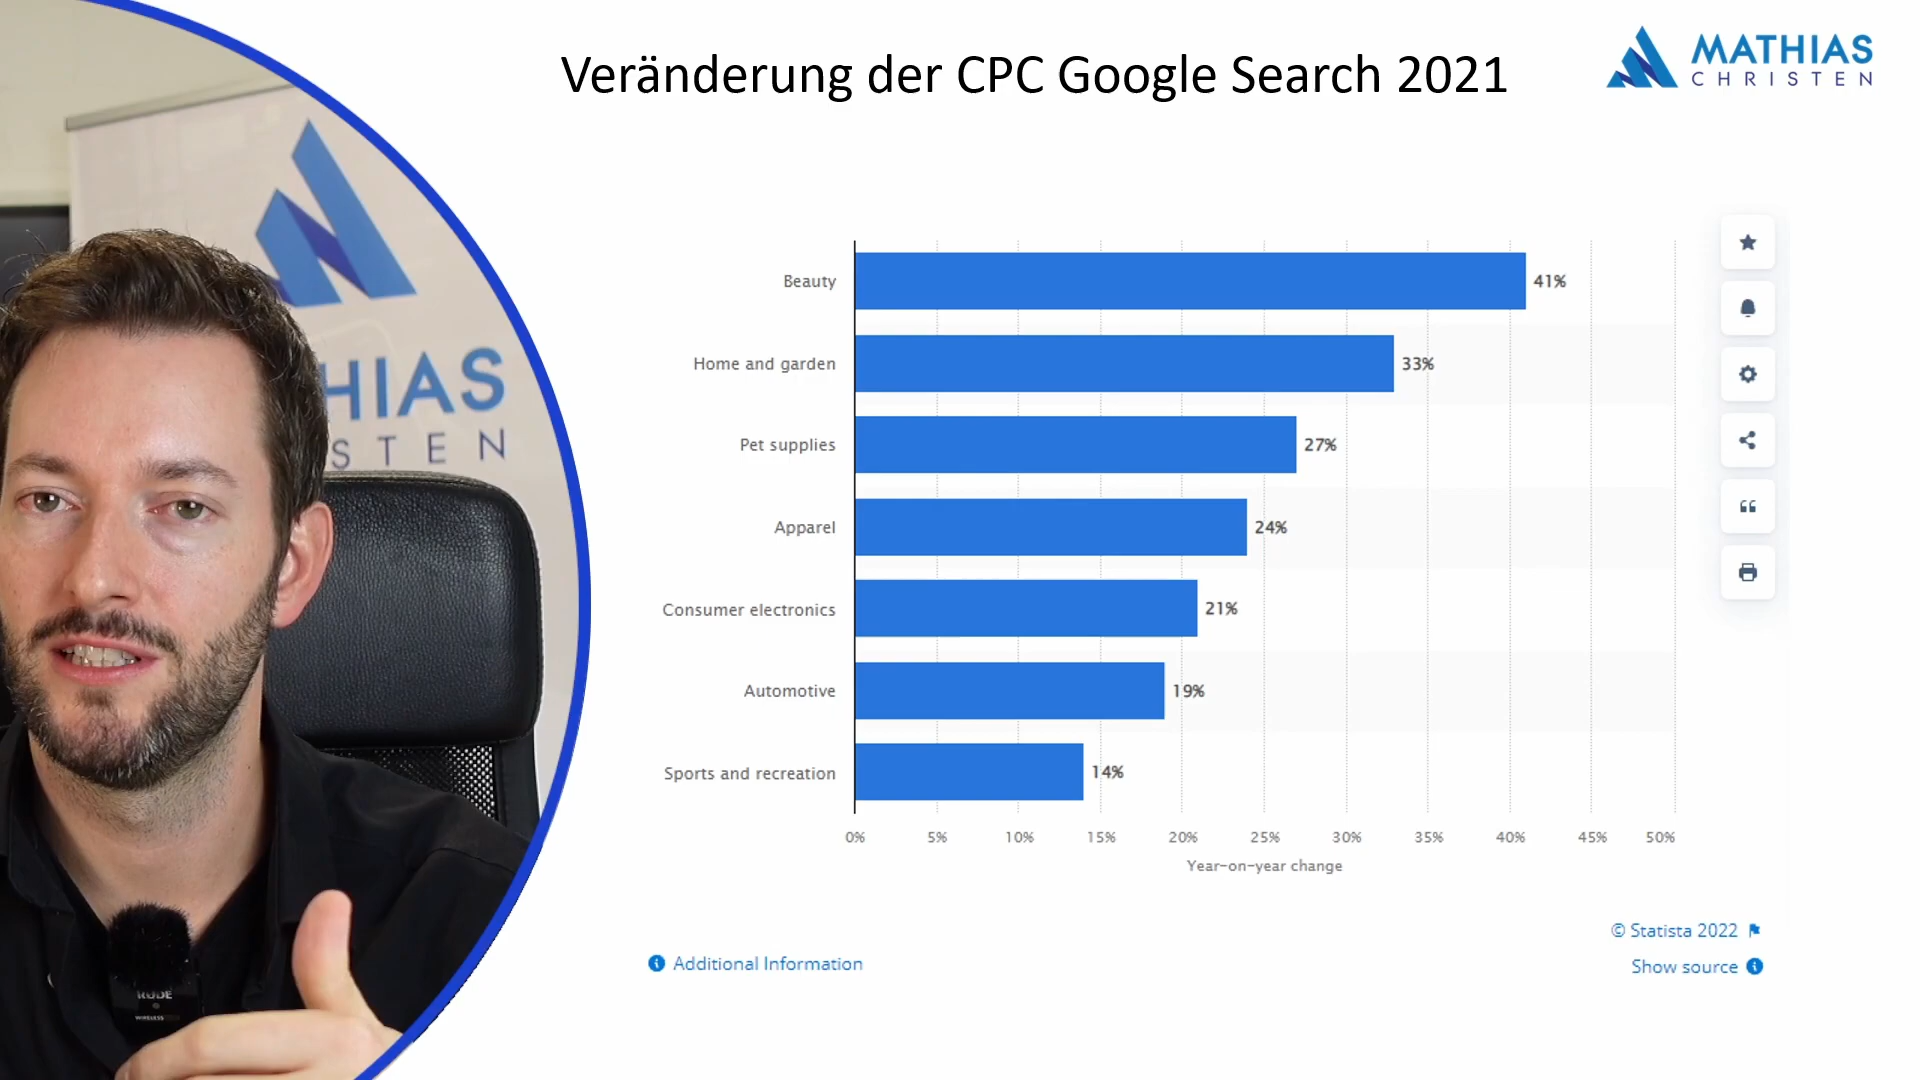 Veränderung der CPC Google Search 2021
MATHIAS
CHRISTEN
HIAS
STEN
RØDE
WIRELESS
Beauty
41%
Home and garden
33%
Pet supplies
27%
Apparel
24%
Consumer electronics
21%
Automotive
19%
Sports and recreation
14%
0% 5% 10% 15% 20% 25% 30% 35% 40% 45% 50%
Year-on-year change
© Statista 2022
Additional Information
Show source